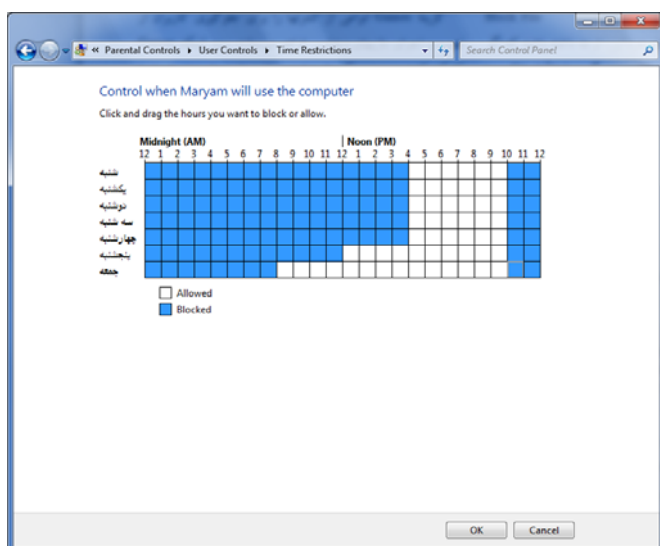 « Parental Controls ▸ User Controls ▸ Time Restrictions
Search Control Panel
Control when Maryam will use the computer
Click and drag the hours you want to block or allow.
Midnight (AM) Noon (PM)
12 1 2 3 4 5 6 7 8 9 10 11 12 1 2 3 4 5 6 7 8 9 10 11 12
شنبه
یکشنبه
دوشنبه
سه شنبه
چهارشنبه
پنجشنبه
جمعه
Allowed
Blocked
OK Cancel